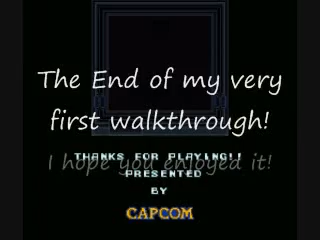 The End of my very
first walkthrough!
THANKS FOR PLAYING!!
I hope you enjoyed it!
PRESENTED
BY
CAPCOM